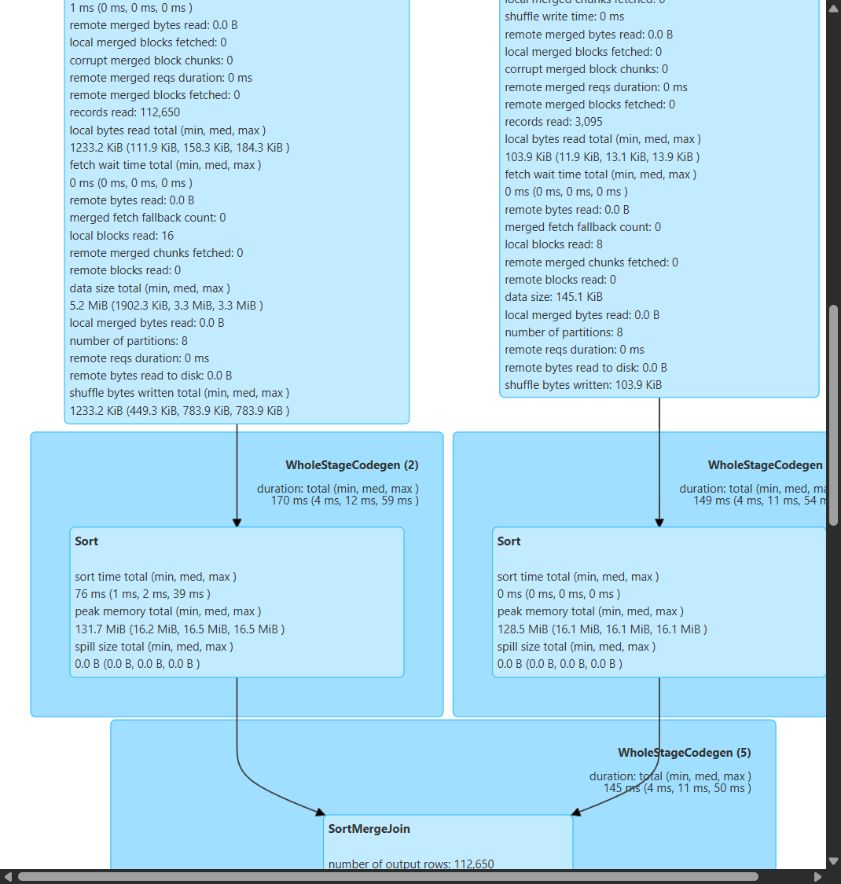 1 ms (0 ms, 0 ms, 0 ms )
remote merged bytes read: 0.0 B
local merged blocks fetched: 0
corrupt merged block chunks: 0
remote merged reqs duration: 0 ms
remote merged blocks fetched: 0
records read: 112,650
local bytes read total (min, med, max )
1233.2 KiB (111.9 KiB, 158.3 KiB, 184.3 KiB )
fetch wait time total (min, med, max )
0 ms (0 ms, 0 ms, 0 ms )
remote bytes read: 0.0 B
merged fetch fallback count: 0
local blocks read: 16
remote merged chunks fetched: 0
remote blocks read: 0
data size total (min, med, max )
5.2 MiB (1902.3 KiB, 3.3 MiB, 3.3 MiB )
local merged bytes read: 0.0 B
number of partitions: 8
remote reqs duration: 0 ms
remote bytes read to disk: 0.0 B
shuffle bytes written total (min, med, max )
1233.2 KiB (449.3 KiB, 783.9 KiB, 783.9 KiB )
local merged chunks fetched: 0
shuffle write time: 0 ms
remote merged bytes read: 0.0 B
local merged blocks fetched: 0
corrupt merged block chunks: 0
remote merged reqs duration: 0 ms
remote merged blocks fetched: 0
records read: 3,095
local bytes read total (min, med, max )
103.9 KiB (11.9 KiB, 13.1 KiB, 13.9 KiB )
fetch wait time total (min, med, max )
0 ms (0 ms, 0 ms, 0 ms )
remote bytes read: 0.0 B
merged fetch fallback count: 0
local blocks read: 8
remote merged chunks fetched: 0
remote blocks read: 0
data size: 145.1 KiB
local merged bytes read: 0.0 B
number of partitions: 8
remote reqs duration: 0 ms
remote bytes read to disk: 0.0 B
shuffle bytes written: 103.9 KiB
WholeStageCodegen (2)
duration: total (min, med, max )
170 ms (4 ms, 12 ms, 59 ms )
Sort
sort time total (min, med, max )
76 ms (1 ms, 2 ms, 39 ms )
peak memory total (min, med, max )
131.7 MiB (16.2 MiB, 16.5 MiB, 16.5 MiB )
spill size total (min, med, max )
0.0 B (0.0 B, 0.0 B, 0.0 B )
WholeStageCodegen
duration: total (min, med,
149 ms (4 ms, 11 ms, 54
Sort
sort time total (min, med, max )
0 ms (0 ms, 0 ms, 0 ms )
peak memory total (min, med, max )
128.5 MiB (16.1 MiB, 16.1 MiB, 16.1 MiB )
spill size total (min, med, max )
0.0 B (0.0 B, 0.0 B, 0.0 B )
WholeStageCodegen (5)
duration: total (min, med, max )
145 ms (4 ms, 11 ms, 50 ms )
SortMergeJoin
number of output rows: 112,650